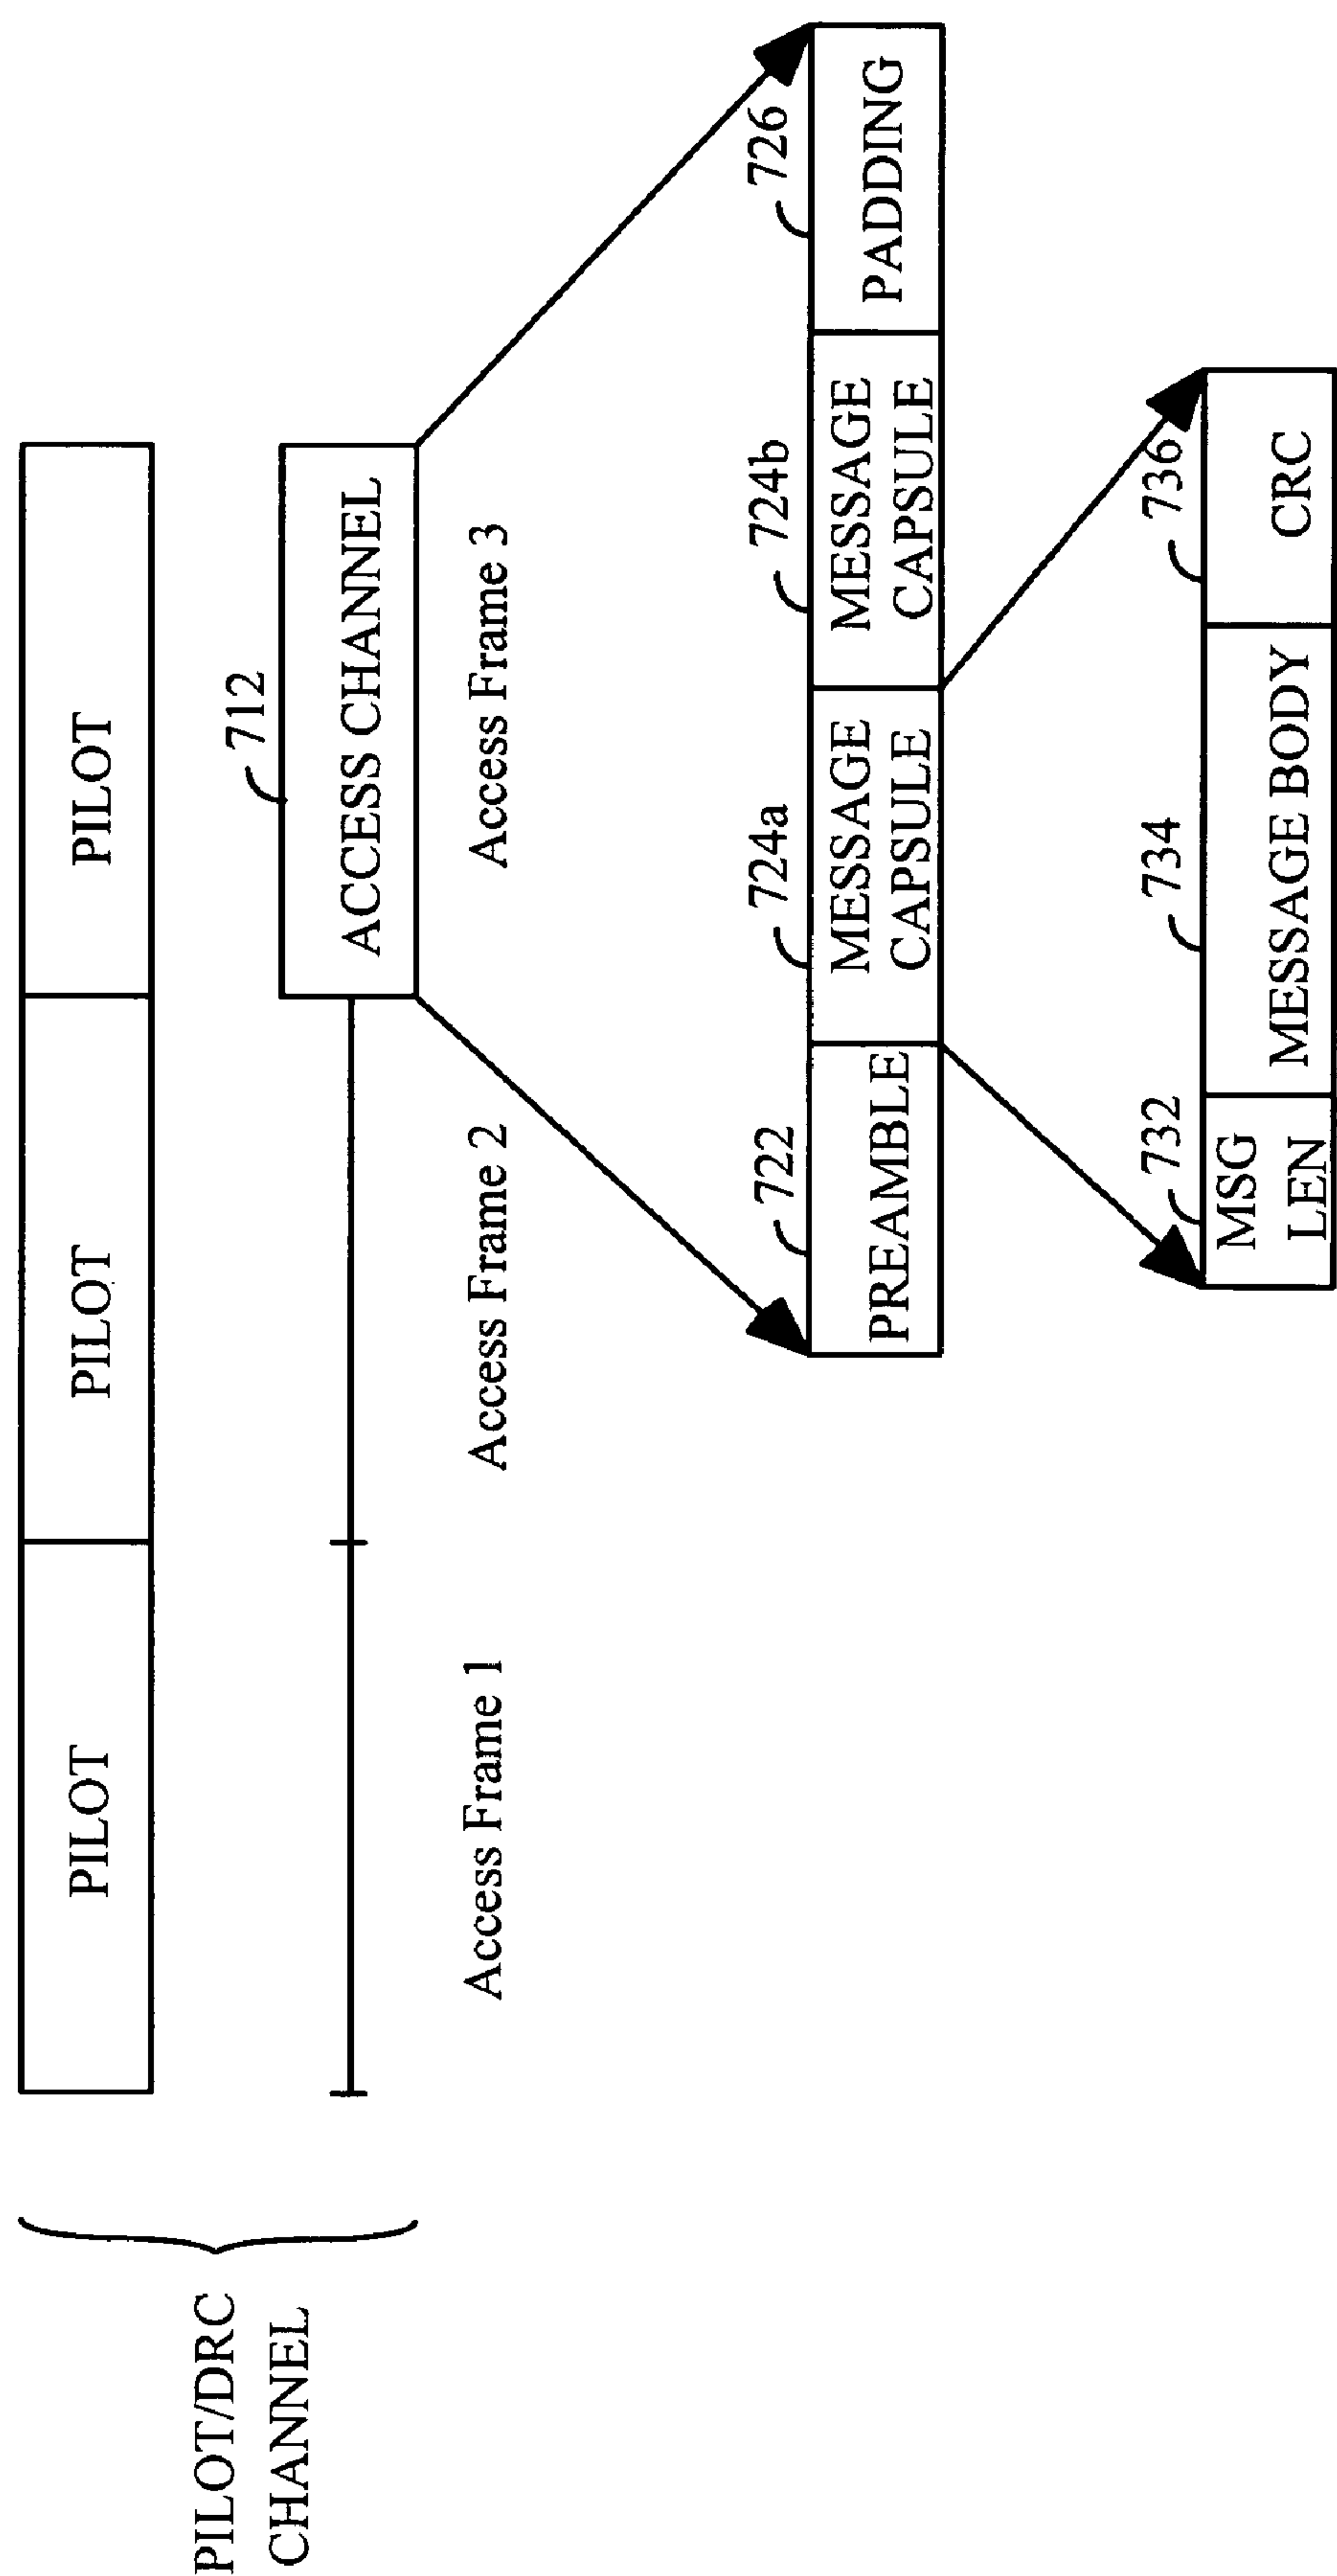 PILOT/DRC
CHANNEL
PILOT
PILOT
PILOT
712
ACCESS CHANNEL
Access Frame 1
Access Frame 2
Access Frame 3
722
724a
724b
726
PREAMBLE
MESSAGE
CAPSULE
MESSAGE
CAPSULE
PADDING
732
734
736
MSG
LEN
MESSAGE BODY
CRC